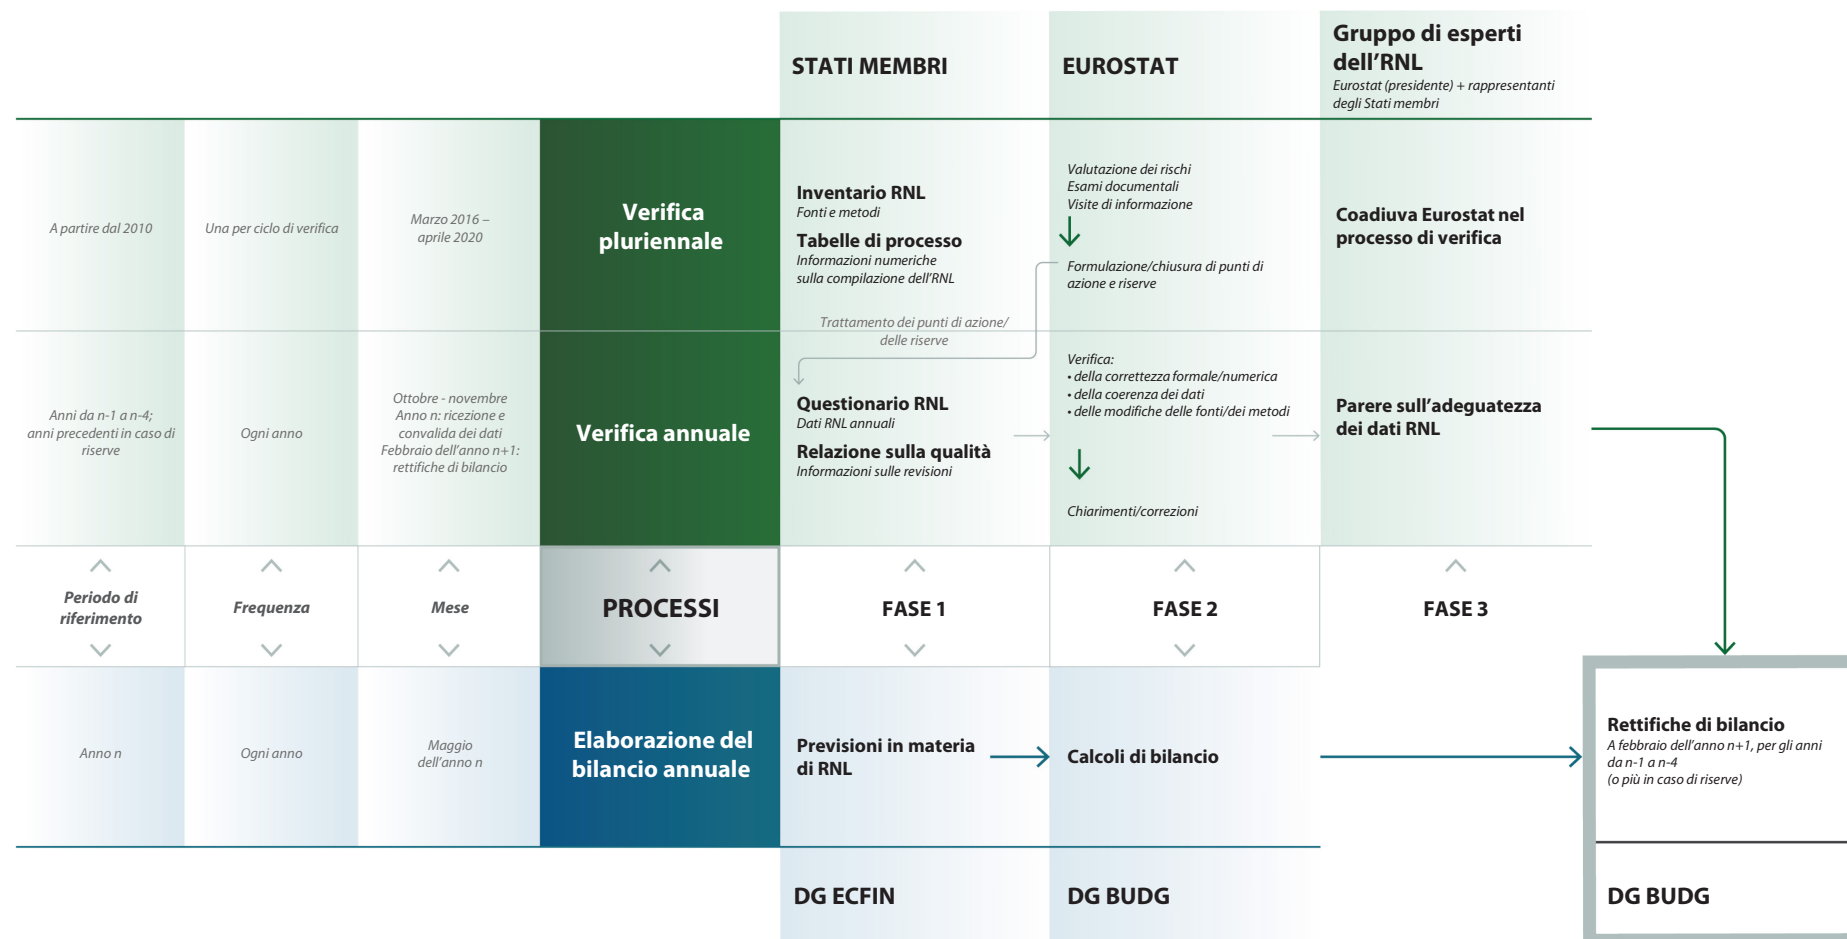 STATI MEMBRI
EUROSTAT
Gruppo di esperti
dell’RNL
Eurostat (presidente) + rappresentanti
degli Stati membri
A partire dal 2010
Una per ciclo di verifica
Marzo 2016 –
aprile 2020
Verifica
pluriennale
Inventario RNL
Fonti e metodi
Tabelle di processo
Informazioni numeriche
sulla compilazione dell’RNL
Valutazione dei rischi
Esami documentali
Visite di informazione
Formulazione/chiusura di punti di
azione e riserve
Coadiuva Eurostat nel
processo di verifica
Trattamento dei punti di azione/
delle riserve
Anni da n-1 a n-4;
anni precedenti in caso di
riserve
Ogni anno
Ottobre - novembre
Anno n: ricezione e
convalida dei dati
Febbraio dell’anno n+1:
rettifiche di bilancio
Verifica annuale
Questionario RNL
Dati RNL annuali
Relazione sulla qualità
Informazioni sulle revisioni
Verifica:
• della correttezza formale/numerica
• della coerenza dei dati
• delle modifiche delle fonti/dei metodi
Chiarimenti/correzioni
Parere sull’adeguatezza
dei dati RNL
Periodo di
riferimento
Frequenza
Mese
PROCESSI
FASE 1
FASE 2
FASE 3
Anno n
Ogni anno
Maggio
dell’anno n
Elaborazione del
bilancio annuale
Previsioni in materia
di RNL
Calcoli di bilancio
Rettifiche di bilancio
A febbraio dell’anno n+1, per gli anni
da n-1 a n-4
(o più in caso di riserve)
DG ECFIN
DG BUDG
DG BUDG